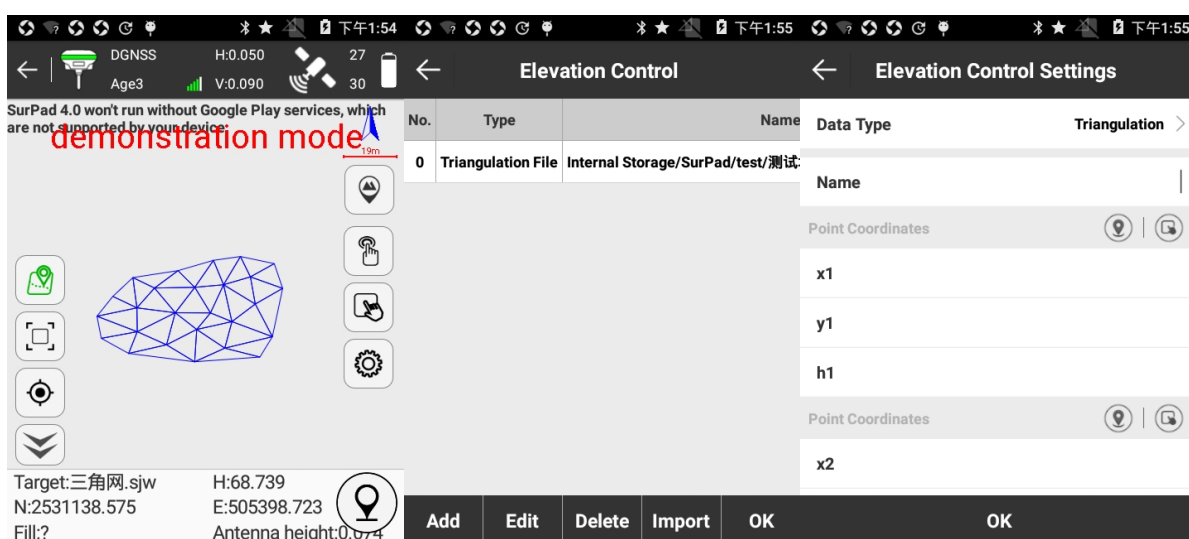 下午1:54
DGNSS
H:0.050
27
Age3
V:0.090
30
SurPad 4.0 won't run without Google Play services, which
are not supported by your device.
demonstration mode
19m
Target:三角网.sjw
H:68.739
N:2531138.575
E:505398.723
Fill:?
Antenna height:0.074
下午1:55
Elevation Control
No.
Type
Name
0
Triangulation File
Internal Storage/SurPad/test/测试
Add
Edit
Delete
Import
OK
下午1:55
Elevation Control Settings
Data Type
Triangulation
Name
Point Coordinates
x1
y1
h1
Point Coordinates
x2
OK